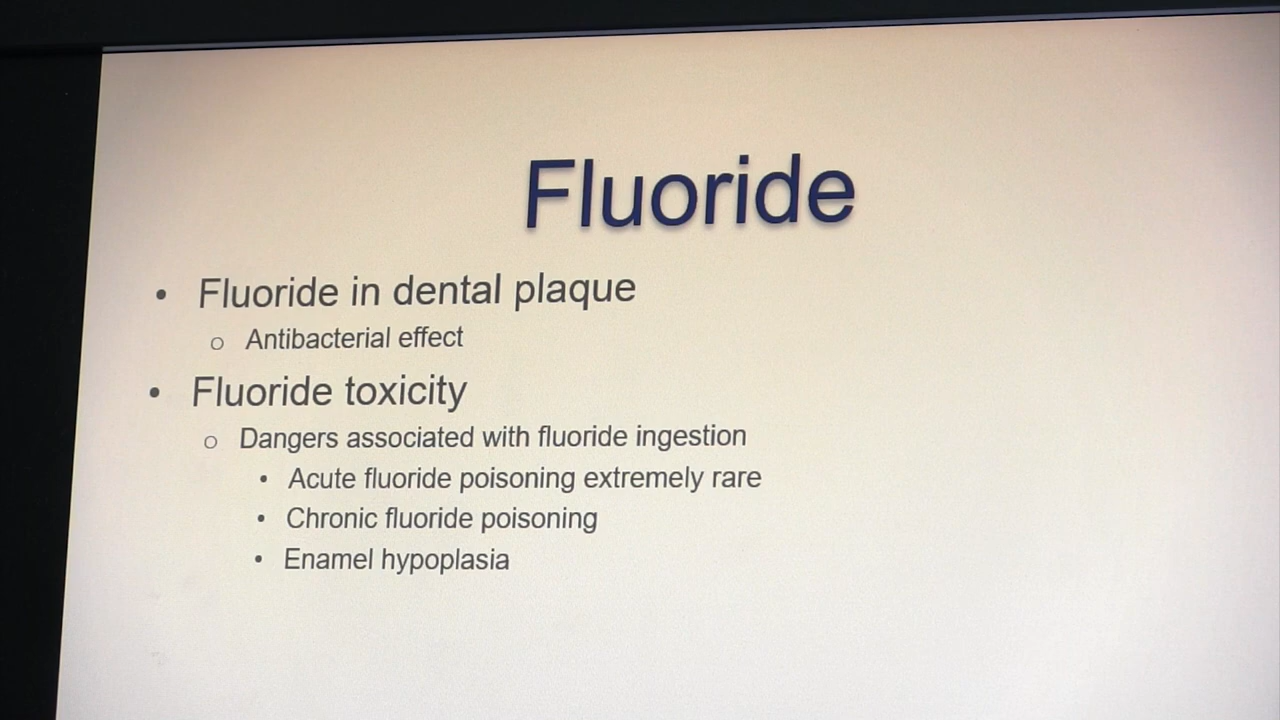 Fluoride
• Fluoride in dental plaque
o Antibacterial effect
• Fluoride toxicity
o Dangers associated with fluoride ingestion
• Acute fluoride poisoning extremely rare
• Chronic fluoride poisoning
• Enamel hypoplasia